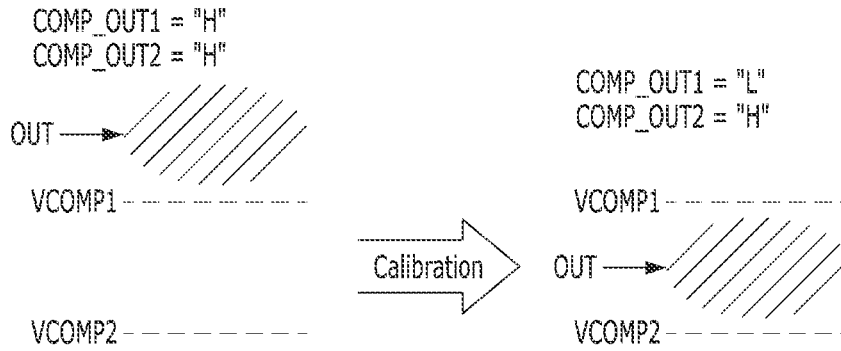 COMP_OUT1 = "H"
COMP_OUT2 = "H"
OUT
VCOMP1
VCOMP2
Calibration
COMP_OUT1 = "L"
COMP_OUT2 = "H"
VCOMP1
OUT
VCOMP2